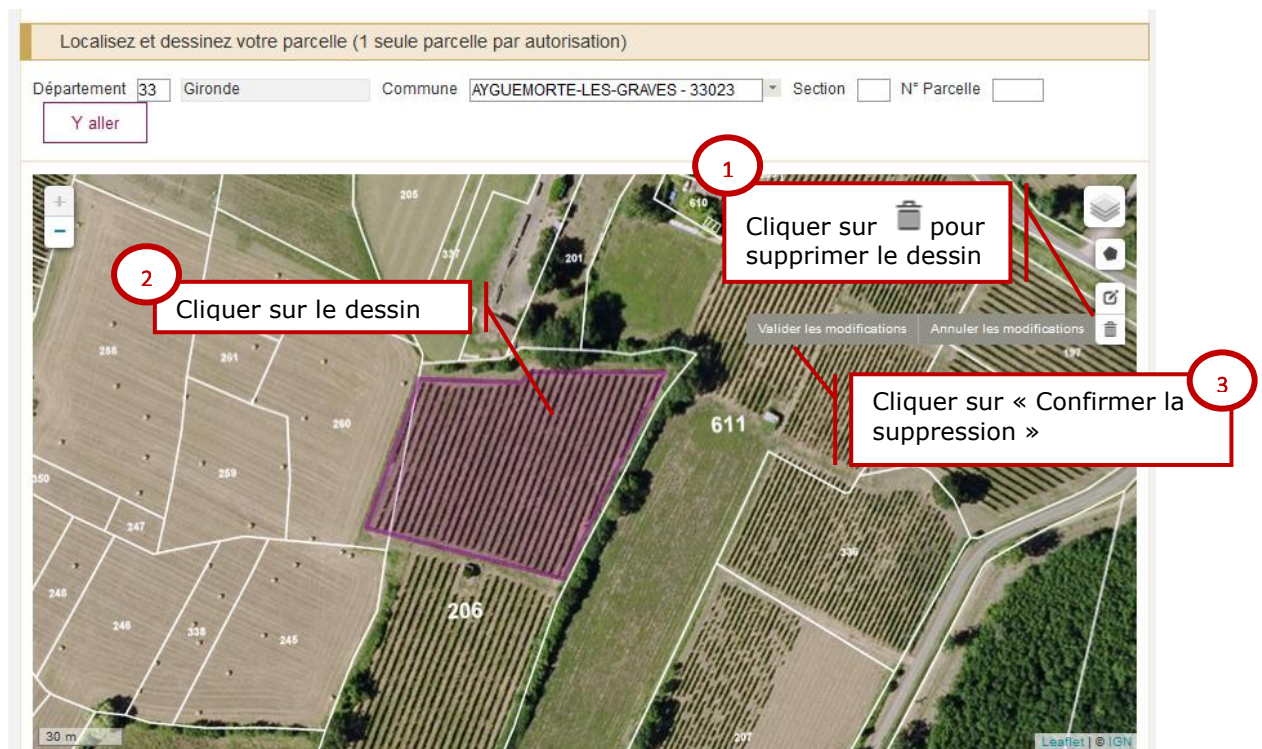 Localisez et dessinez votre parcelle (1 seule parcelle par autorisation)
Département 33 Gironde Commune AYGUEMORTE-LES-GRAVES - 33023 Section N° Parcelle
Y aller
1
Cliquer sur pour
supprimer le dessin
2
Cliquer sur le dessin
Valider les modifications Annuler les modifications
3
Cliquer sur « Confirmer la
suppression »
205
610
337
201
256
261
197
260
611
259
350
247
336
248
246
338
245
206
207
30 m
Leaflet | © IGN
+
−